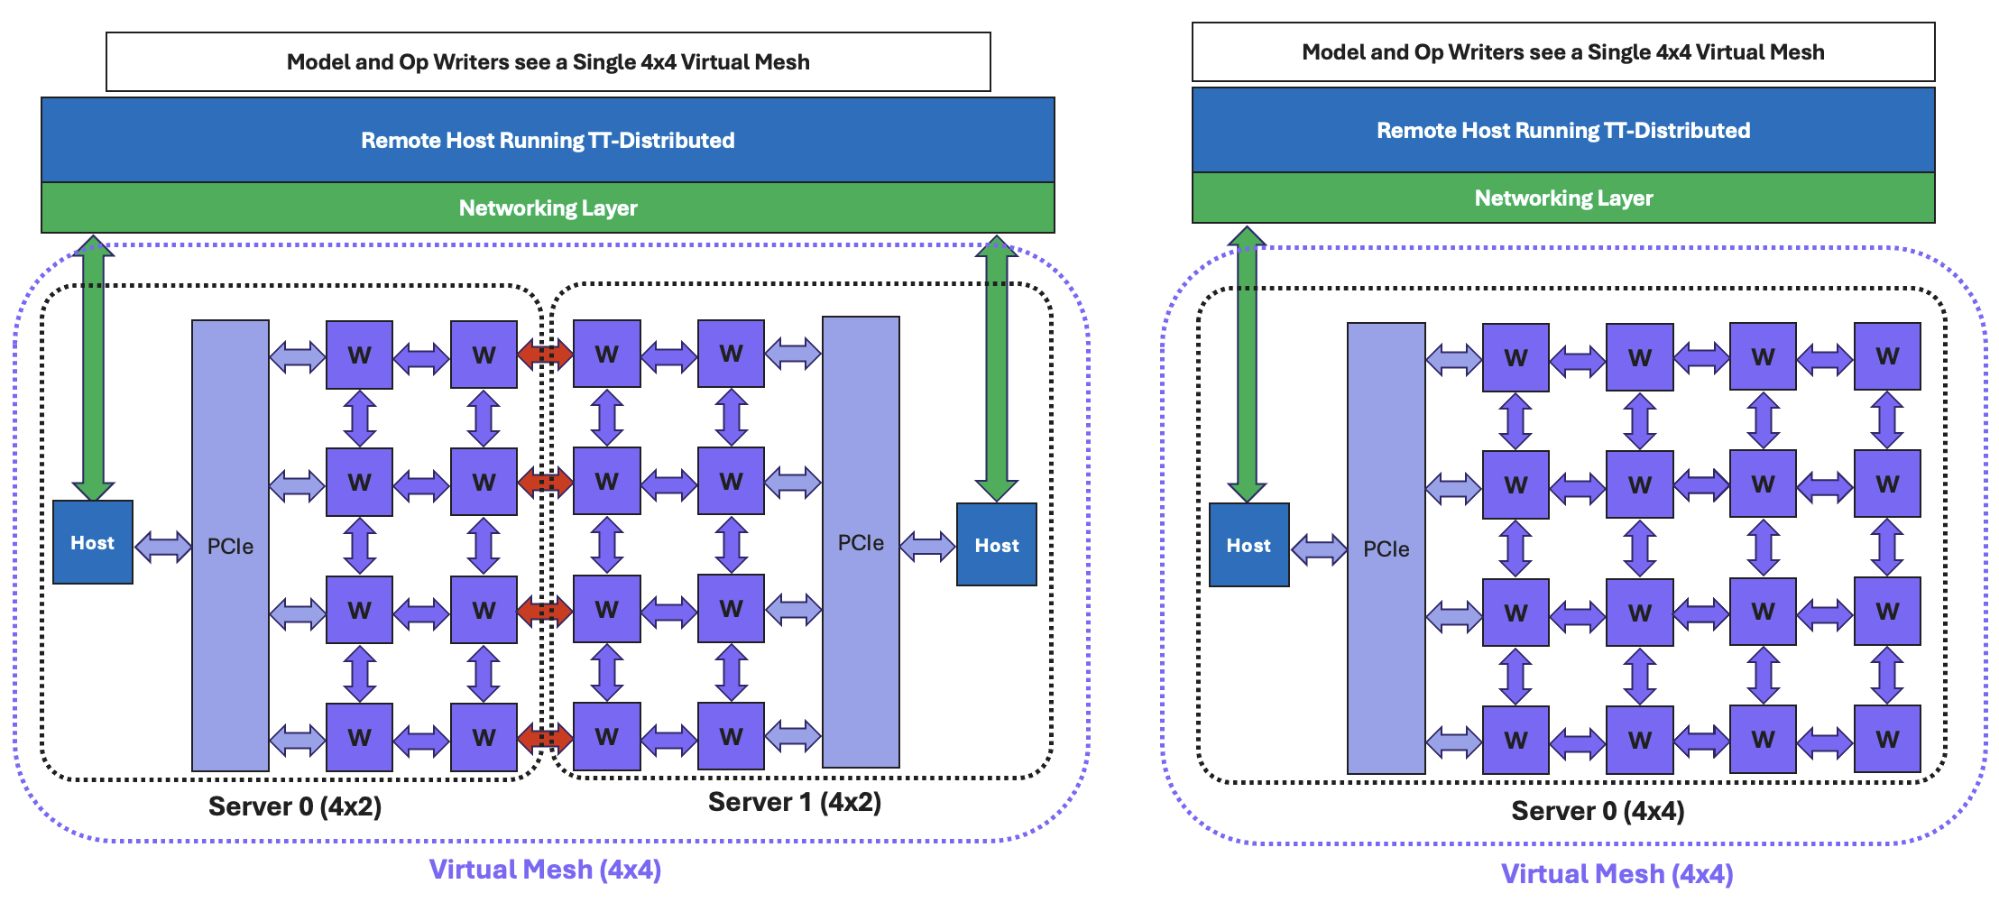 Model and Op Writers see a Single 4x4 Virtual Mesh
Remote Host Running TT-Distributed
Networking Layer
W W W W
W W W W
Host PCIe PCIe Host
W W W W
W W W W
Server 0 (4x2)
Server 1 (4x2)
Virtual Mesh (4x4)
Model and Op Writers see a Single 4x4 Virtual Mesh
Remote Host Running TT-Distributed
Networking Layer
W W W W
W W W W
Host PCIe
W W W W
W W W W
Server 0 (4x4)
Virtual Mesh (4x4)